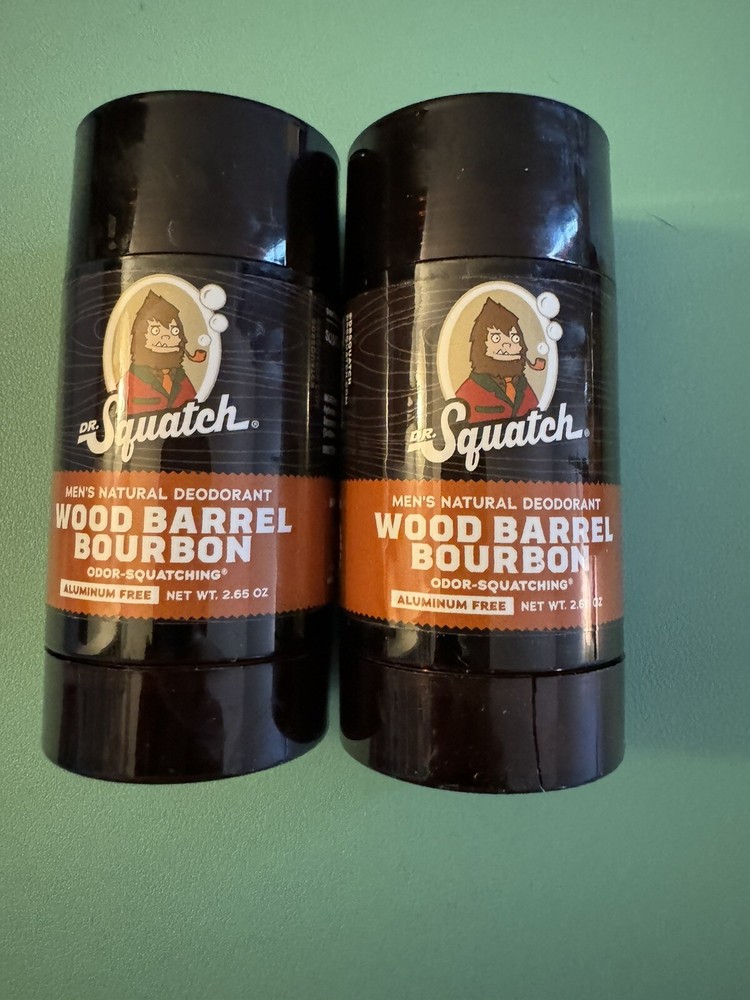 DR.
Squatch®
MEN'S NATURAL DEODORANT
WOOD BARREL
BOURBON
ODOR-SQUATCHING®
ALUMINUM FREE NET WT. 2.65 OZ
DR.
Squatch®
MEN'S NATURAL DEODORANT
WOOD BARREL
BOURBON
ODOR-SQUATCHING®
ALUMINUM FREE NET WT. OZ